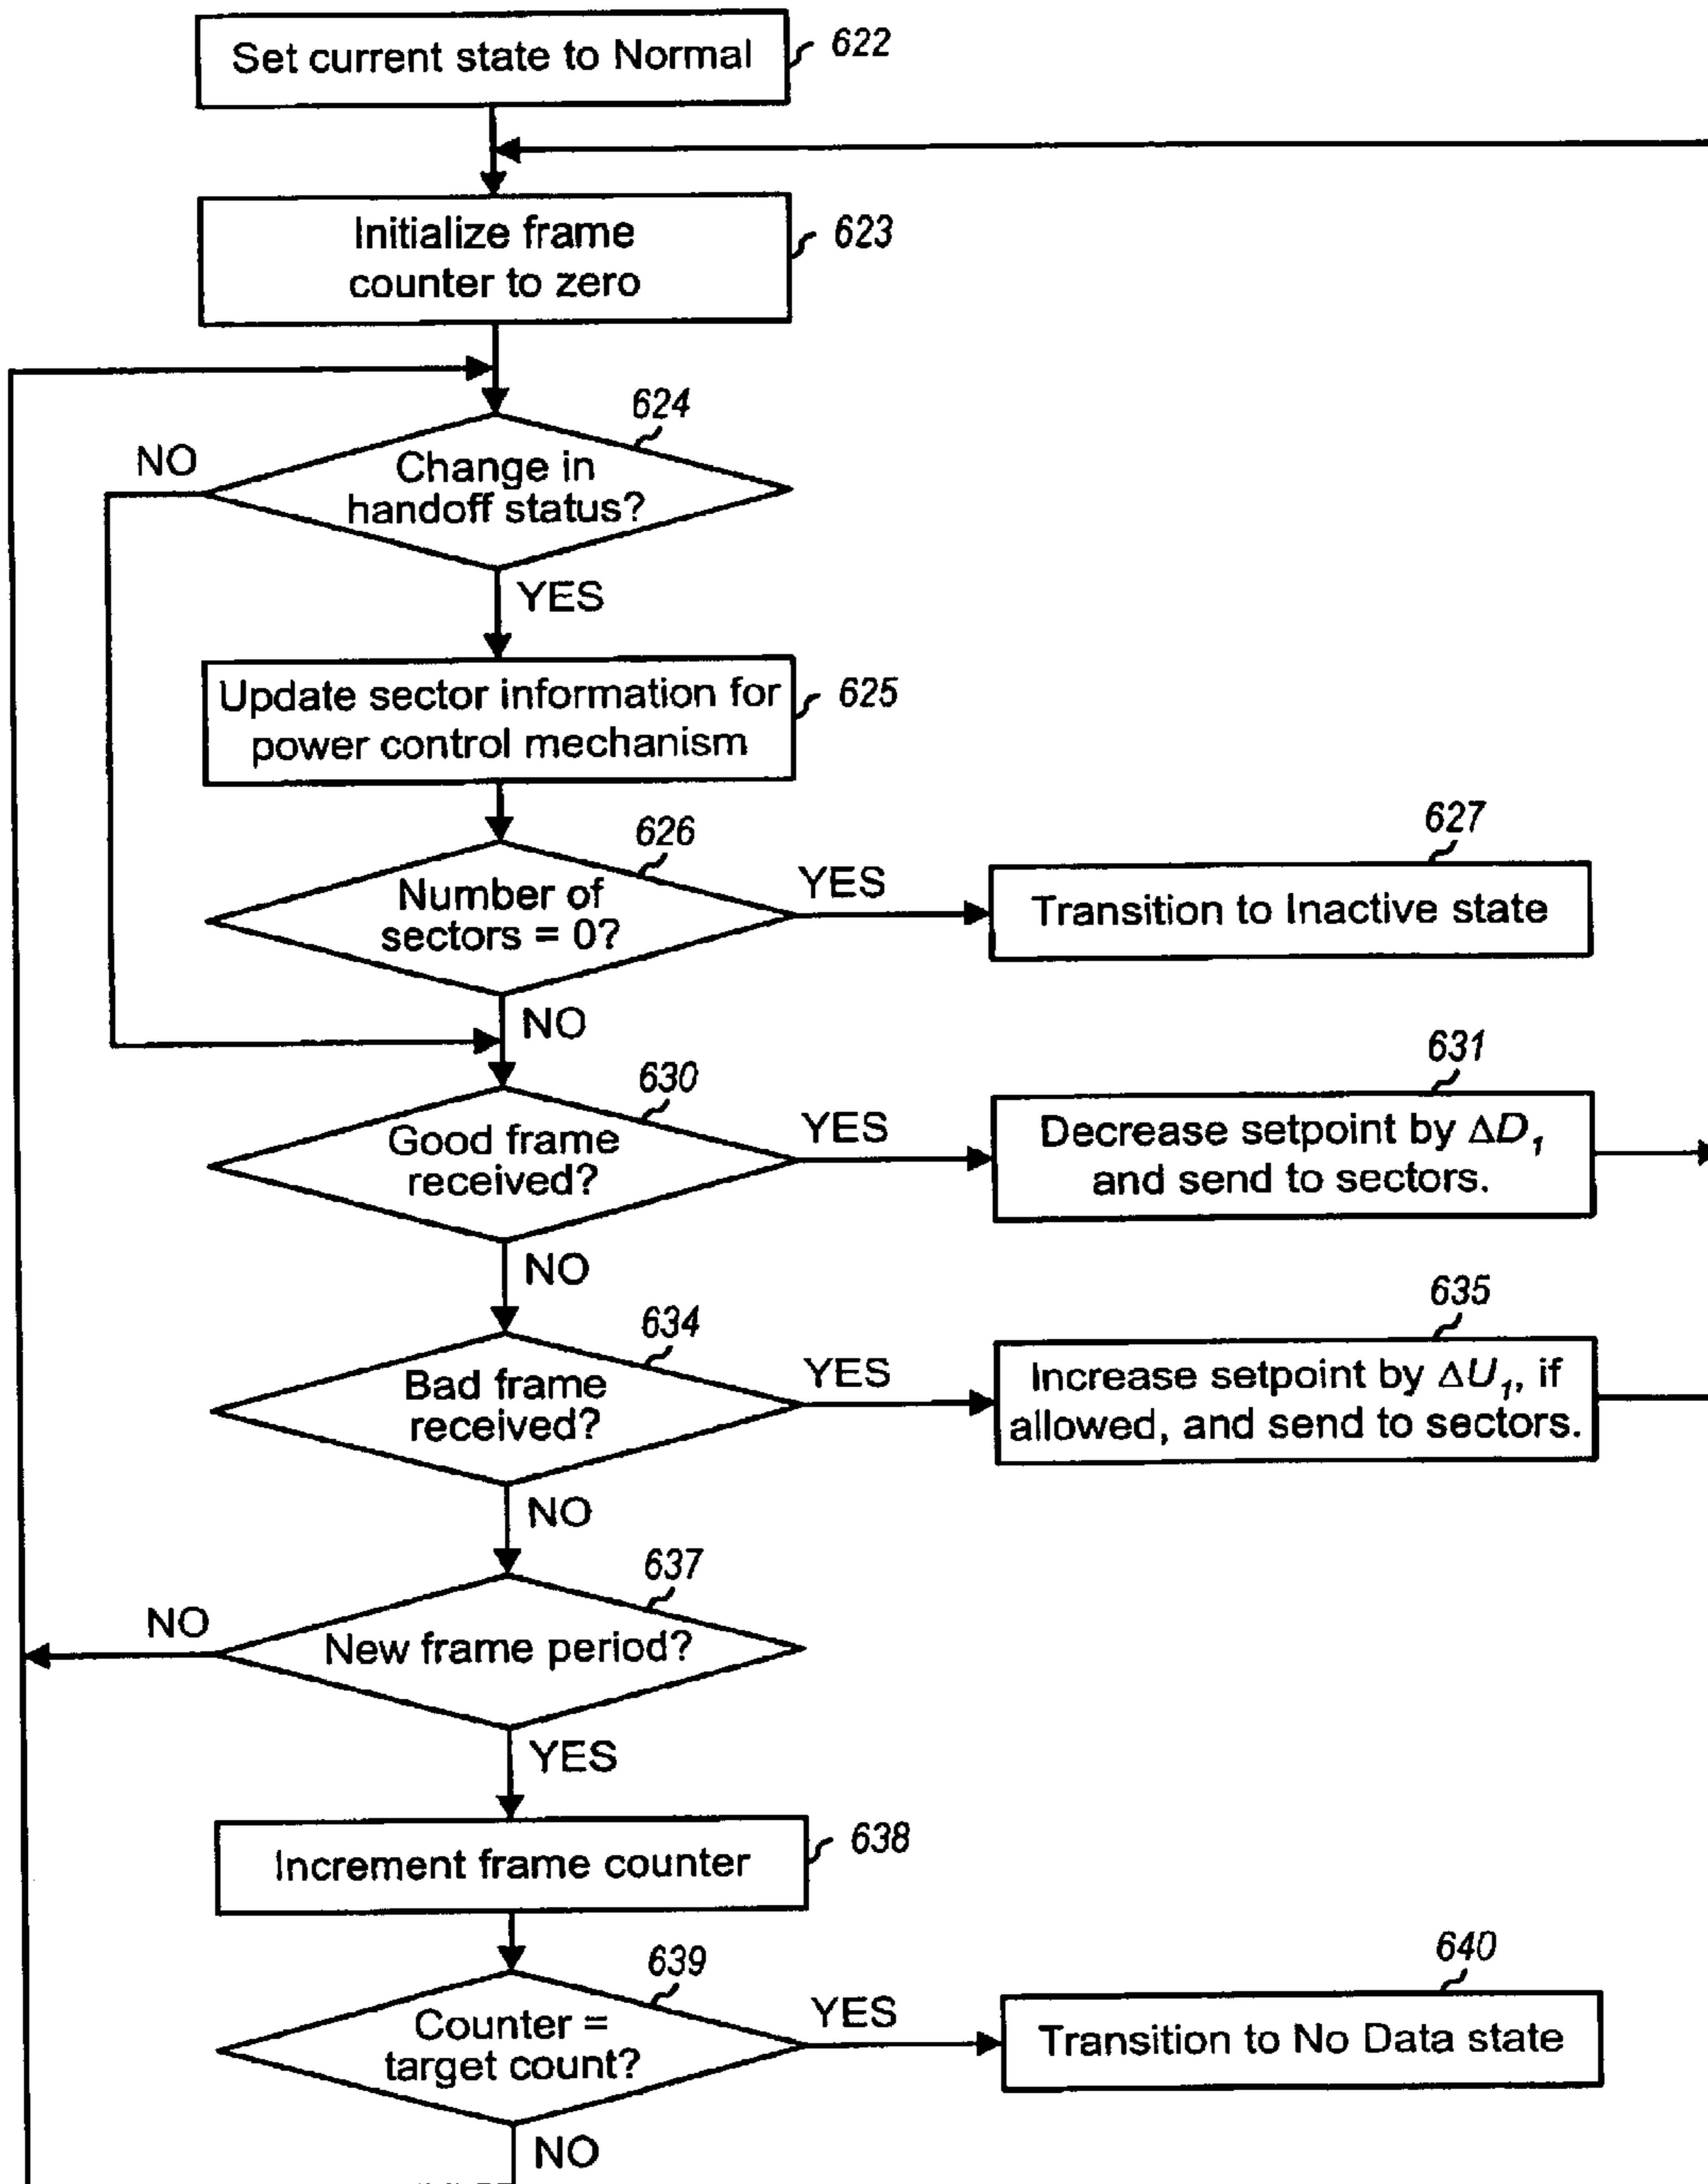 Set current state to Normal
622
Initialize frame
counter to zero
623
624
NO
Change in
handoff status?
YES
Update sector information for
power control mechanism
625
626
Number of
sectors = 0?
YES
627
Transition to Inactive state
NO
630
Good frame
received?
YES
631
Decrease setpoint by ΔD1
and send to sectors.
NO
634
Bad frame
received?
YES
635
Increase setpoint by ΔU1, if
allowed, and send to sectors.
NO
637
NO
New frame period?
YES
Increment frame counter
638
639
Counter =
target count?
YES
640
Transition to No Data state
NO